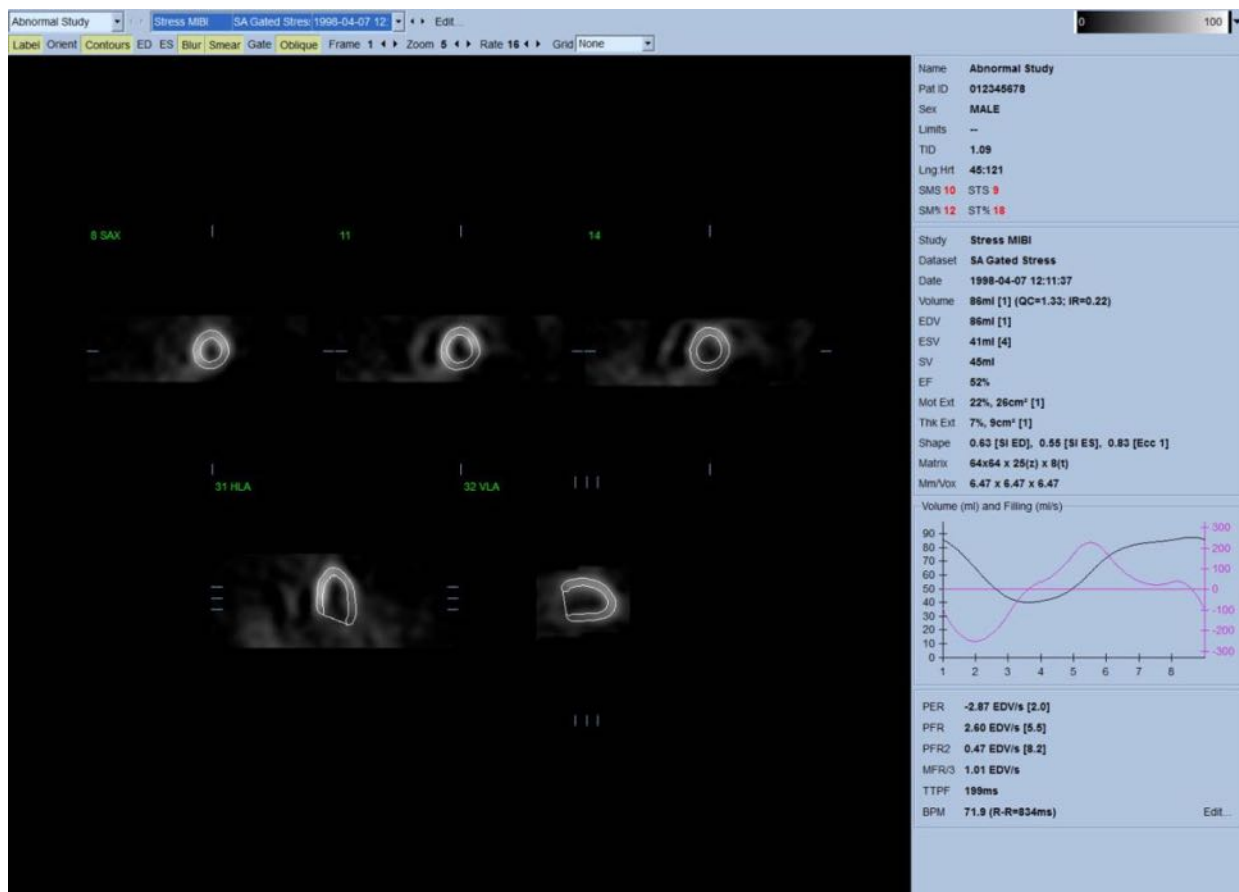 Abnormal Study Stress MIBI SA Gated Stres: 1998-04-07 12: Edit... 0 100
Label Orient Contours ED ES Blur Smear Gate Oblique Frame 1 Zoom 5 Rate 16 Grid None
8 SAX 11 14
31 HLA 32 VLA
Name Abnormal Study
Pat ID 012345678
Sex MALE
Limits --
TID 1.09
Lng:Hrt 45:121
SMS 10 STS 9
SM% 12 ST% 18
Study Stress MIBI
Dataset SA Gated Stress
Date 1998-04-07 12:11:37
Volume 86ml [1] (QC=1.33; IR=0.22)
EDV 86ml [1]
ESV 41ml [4]
SV 45ml
EF 52%
Mot Ext 22%, 26cm² [1]
Thk Ext 7%, 9cm² [1]
Shape 0.63 [SI ED], 0.55 [SI ES], 0.83 [Ecc 1]
Matrix 64x64 x 25(z) x 8(t)
Mm/Vox 6.47 x 6.47 x 6.47
Volume (ml) and Filling (ml/s)
90 300
80 200
70 100
60
50 0
40
30 -100
20 -200
10 -300
0
1 2 3 4 5 6 7 8
PER -2.87 EDV/s [2.0]
PFR 2.60 EDV/s [5.5]
PFR2 0.47 EDV/s [8.2]
MFR/3 1.01 EDV/s
TTPF 199ms
BPM 71.9 (R-R=834ms) Edit...